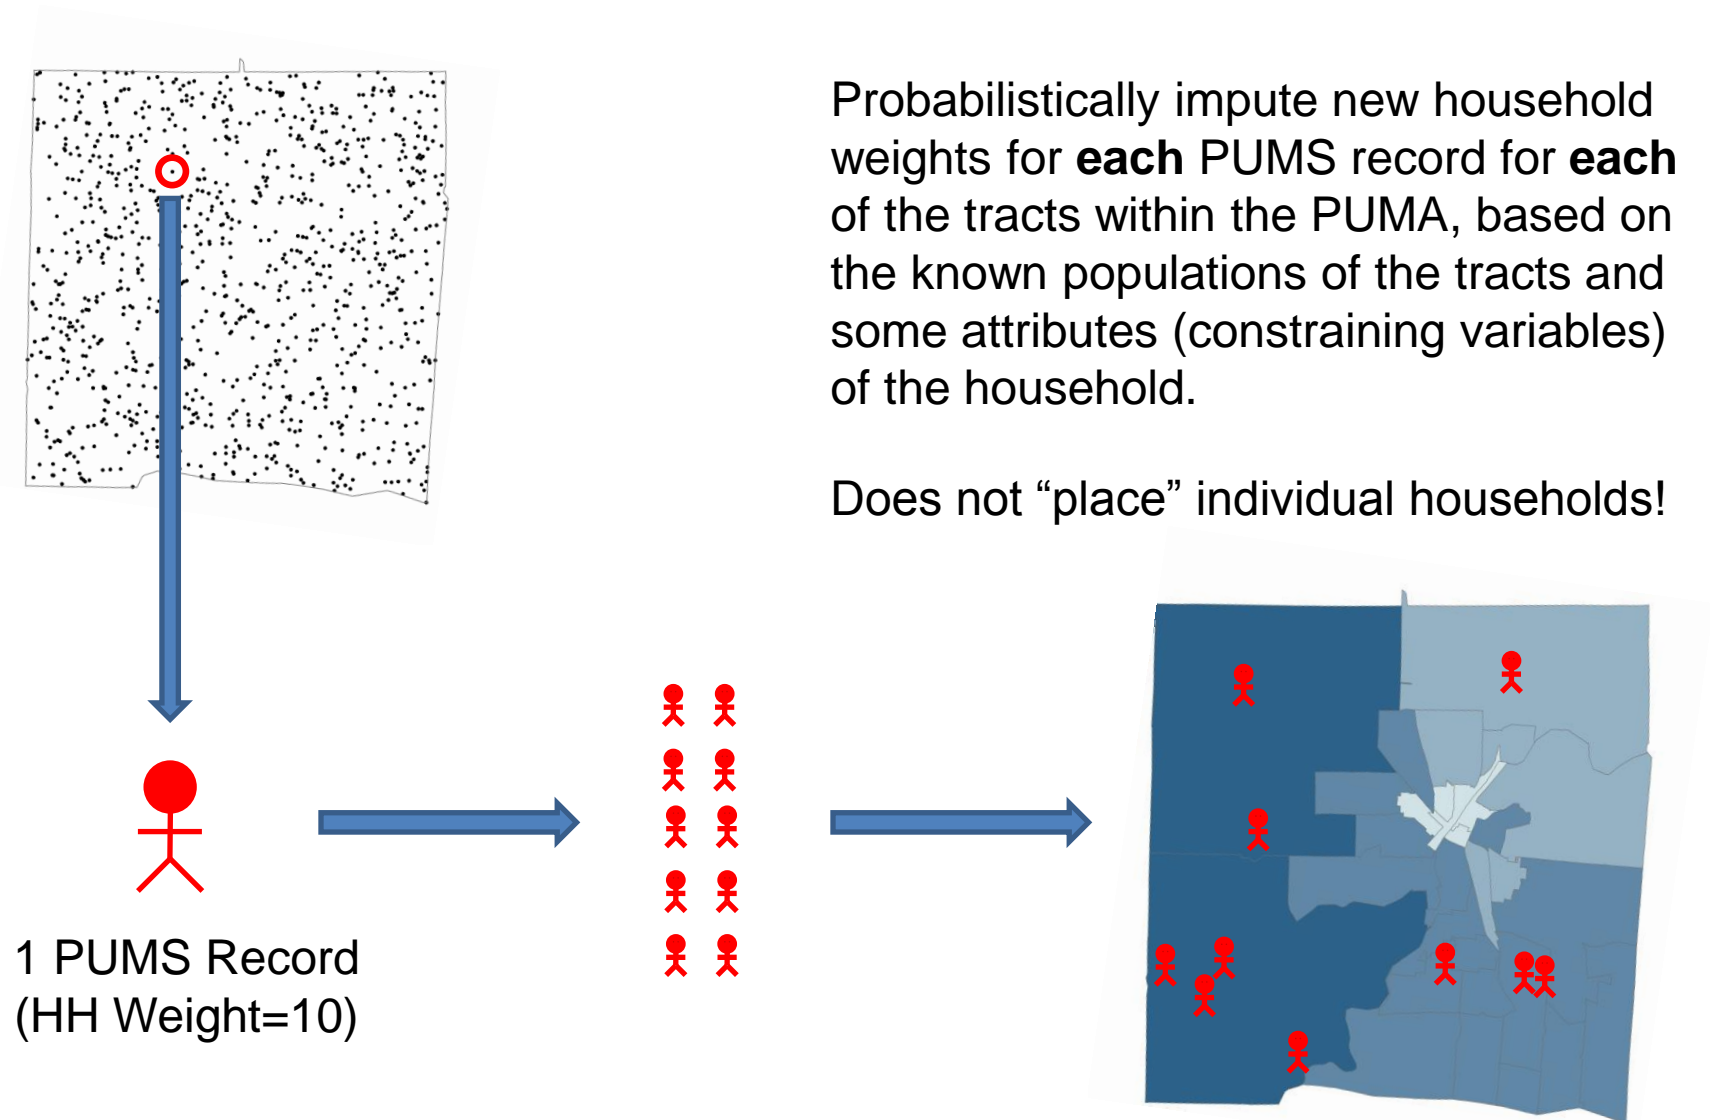 Probabilistically impute new household
weights for each PUMS record for each
of the tracts within the PUMA, based on
the known populations of the tracts and
some attributes (constraining variables)
of the household.
Does not “place” individual households!
1 PUMS Record
(HH Weight=10)